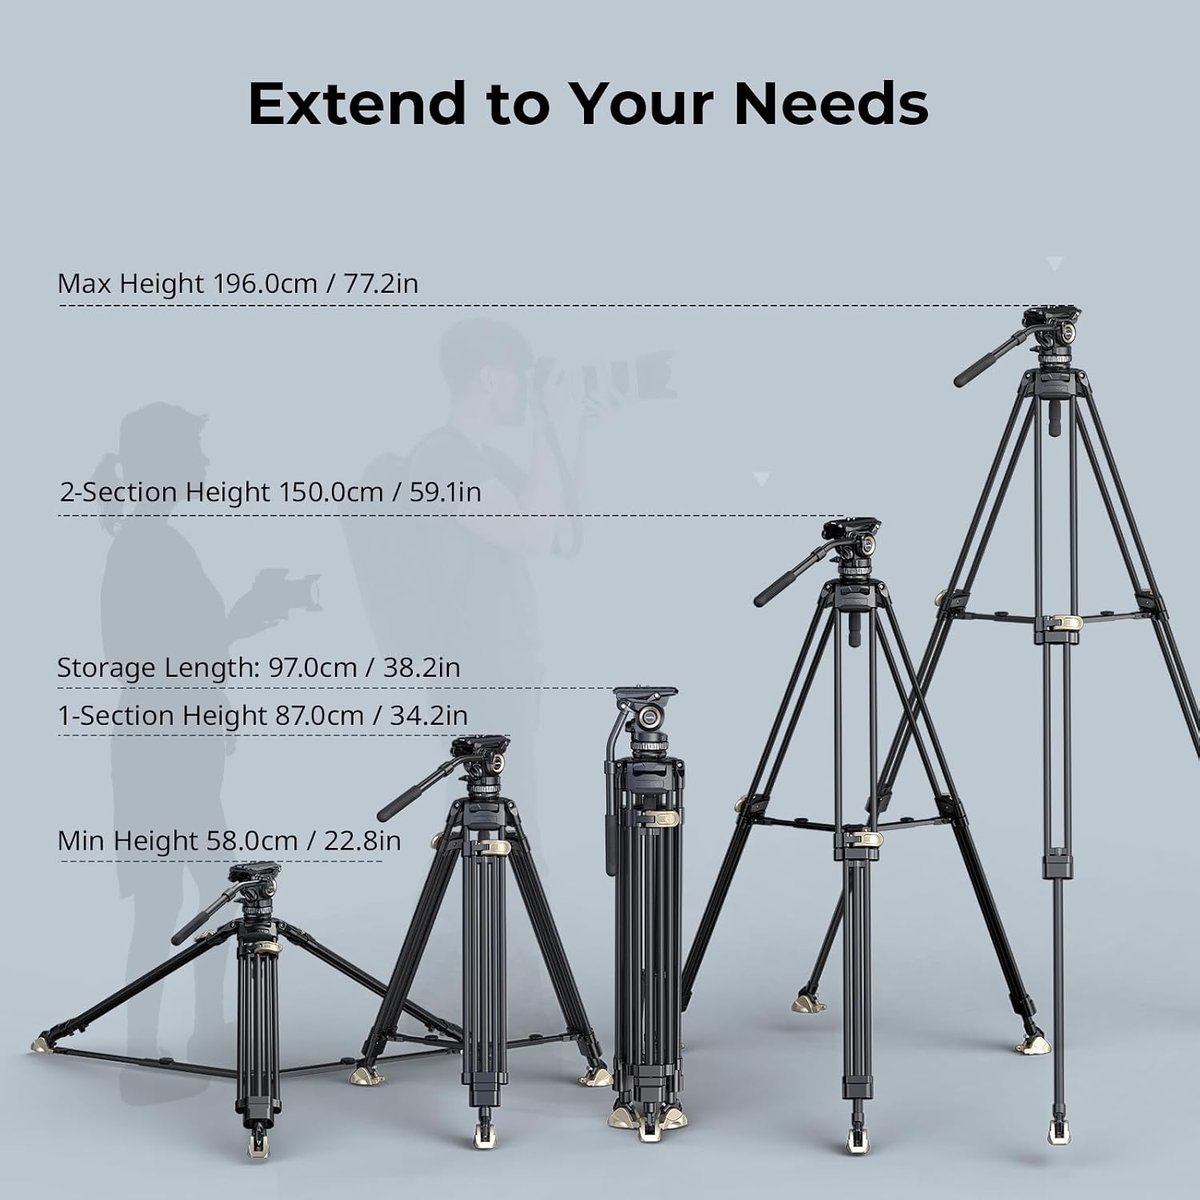 Extend to Your Needs
Max Height 196.0cm / 77.2in
2-Section Height 150.0cm / 59.1in
Storage Length: 97.0cm / 38.2in
1-Section Height 87.0cm / 34.2in
Min Height 58.0cm / 22.8in